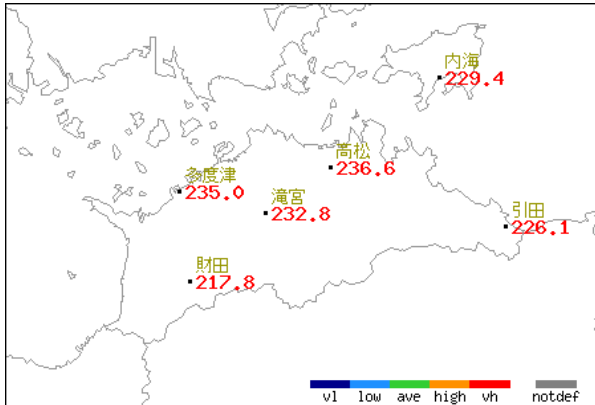 内海
229.4
高松
236.6
多度津
235.0
滝宮
232.8
引田
226.1
財田
217.8
vl low ave high vh notdef